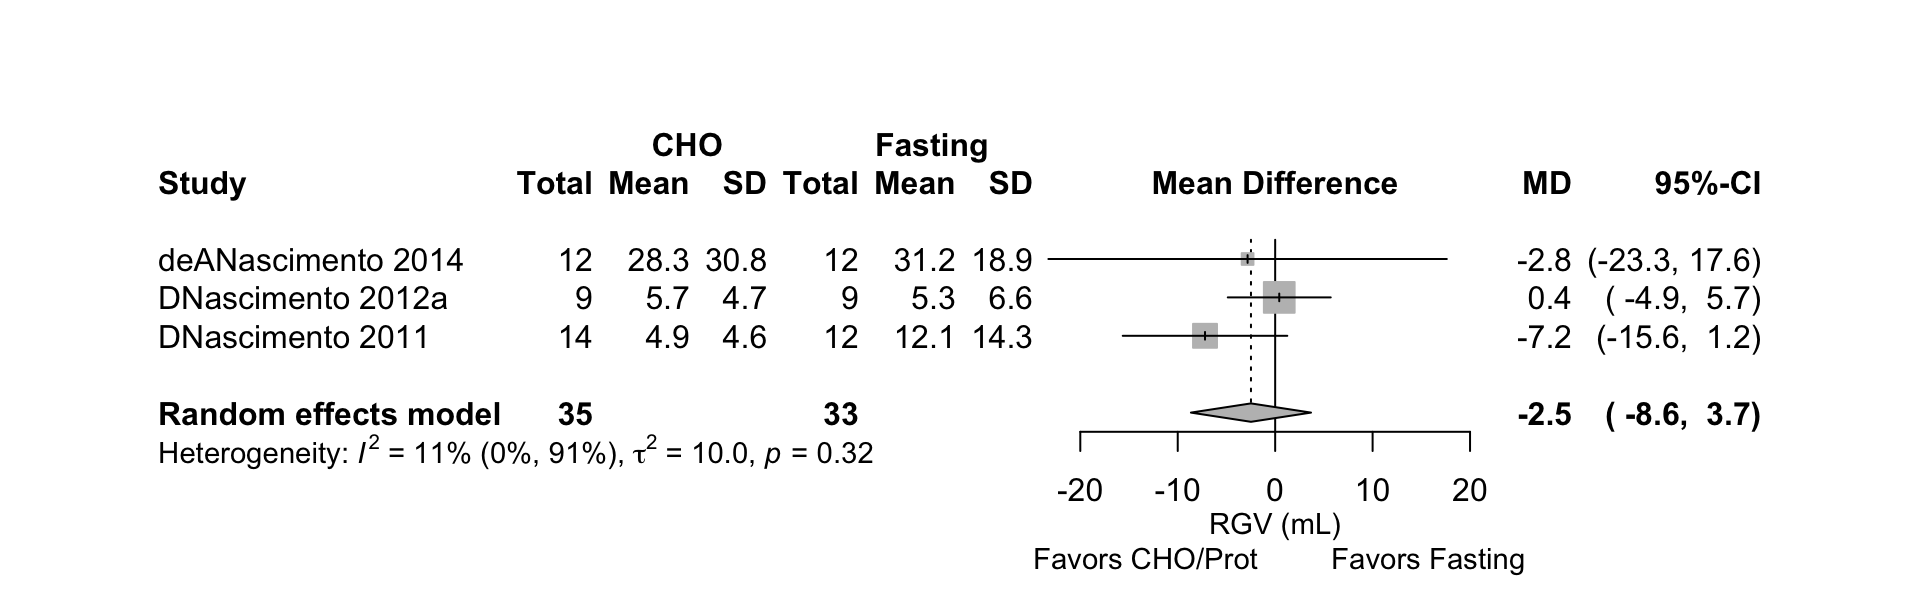 CHO Fasting
Study Total Mean SD Total Mean SD Mean Difference MD 95%-CI
deANascimento 2014 12 28.3 30.8 12 31.2 18.9 -2.8 (-23.3, 17.6)
DNascimento 2012a 9 5.7 4.7 9 5.3 6.6 0.4 ( -4.9, 5.7)
DNascimento 2011 14 4.9 4.6 12 12.1 14.3 -7.2 (-15.6, 1.2)
Random effects model 35 33 -2.5 ( -8.6, 3.7)
Heterogeneity: I² = 11% (0%, 91%), τ² = 10.0, p = 0.32
-20 -10 0 10 20
RGV (mL)
Favors CHO/Prot Favors Fasting